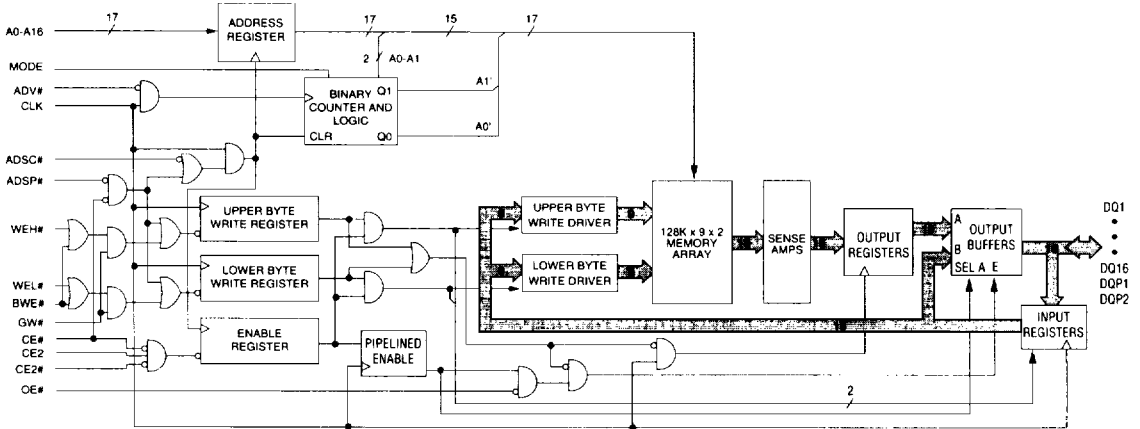 A0-A16
17
ADDRESS
REGISTER
17
15
17
2
A0-A1
MODE
ADV#
CLK
BINARY
COUNTER AND
LOGIC
Q1
CLR
Q0
A1'
A0'
ADSC#
ADSP#
WEH#
WEL#
BWE#
GW#
CE#
CE2
CE2#
OE#
UPPER BYTE
WRITE REGISTER
LOWER BYTE
WRITE REGISTER
ENABLE
REGISTER
PIPELINED
ENABLE
UPPER BYTE
WRITE DRIVER
LOWER BYTE
WRITE DRIVER
128K x 9 x 2
MEMORY
ARRAY
SENSE
AMPS
OUTPUT
REGISTERS
A
OUTPUT
BUFFERS
B
SEL A E
INPUT
REGISTERS
2
DQ1
DQ16
DQP1
DQP2